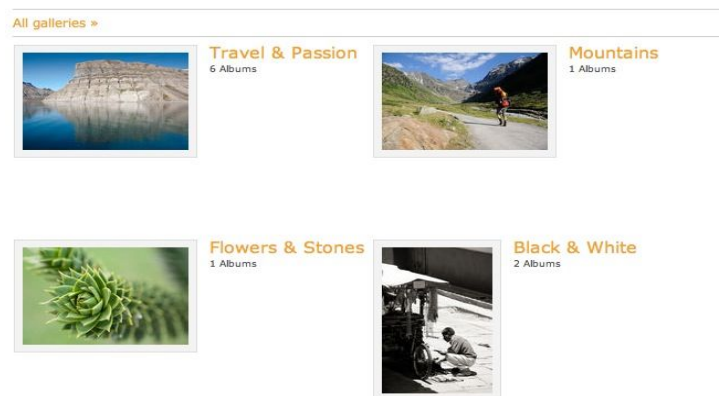 All galleries »
Travel & Passion
6 Albums
Mountains
1 Albums
Flowers & Stones
1 Albums
Black & White
2 Albums